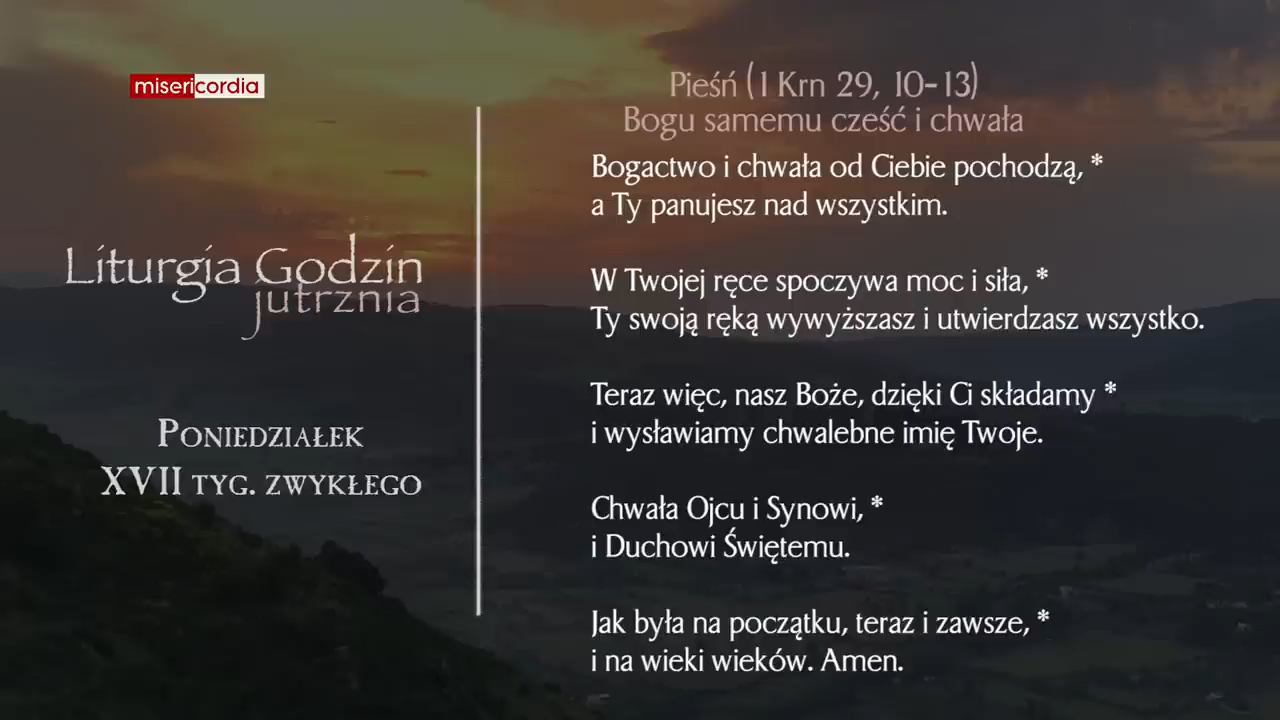 misericordia
Liturgia Godzin
jutrznia
Poniedziałek
XVII tyg. zwykłego
Pieśń (1 Krn 29, 10-13)
Bogu samemu cześć i chwała
Bogactwo i chwała od Ciebie pochodzą, *
a Ty panujesz nad wszystkim.
W Twojej ręce spoczywa moc i siła, *
Ty swoją ręką wywyższasz i utwierdzasz wszystko.
Teraz więc, nasz Boże, dzięki Ci składamy *
i wysławiamy chwalebne imię Twoje.
Chwała Ojcu i Synowi, *
i Duchowi Świętemu.
Jak była na początku, teraz i zawsze, *
i na wieki wieków. Amen.